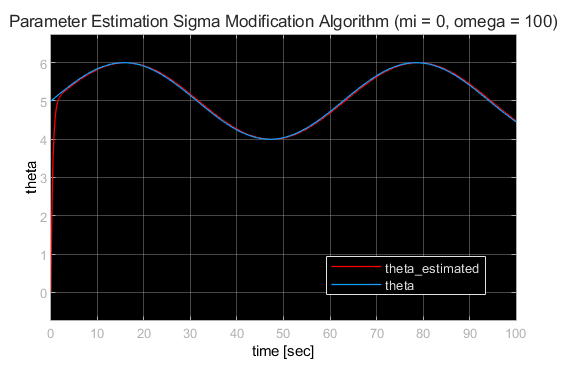 Parameter Estimation Sigma Modification Algorithm (mi = 0, omega = 100)
6
5
4
3
2
1
0
theta
theta_estimated
theta
0 10 20 30 40 50 60 70 80 90 100
time [sec]